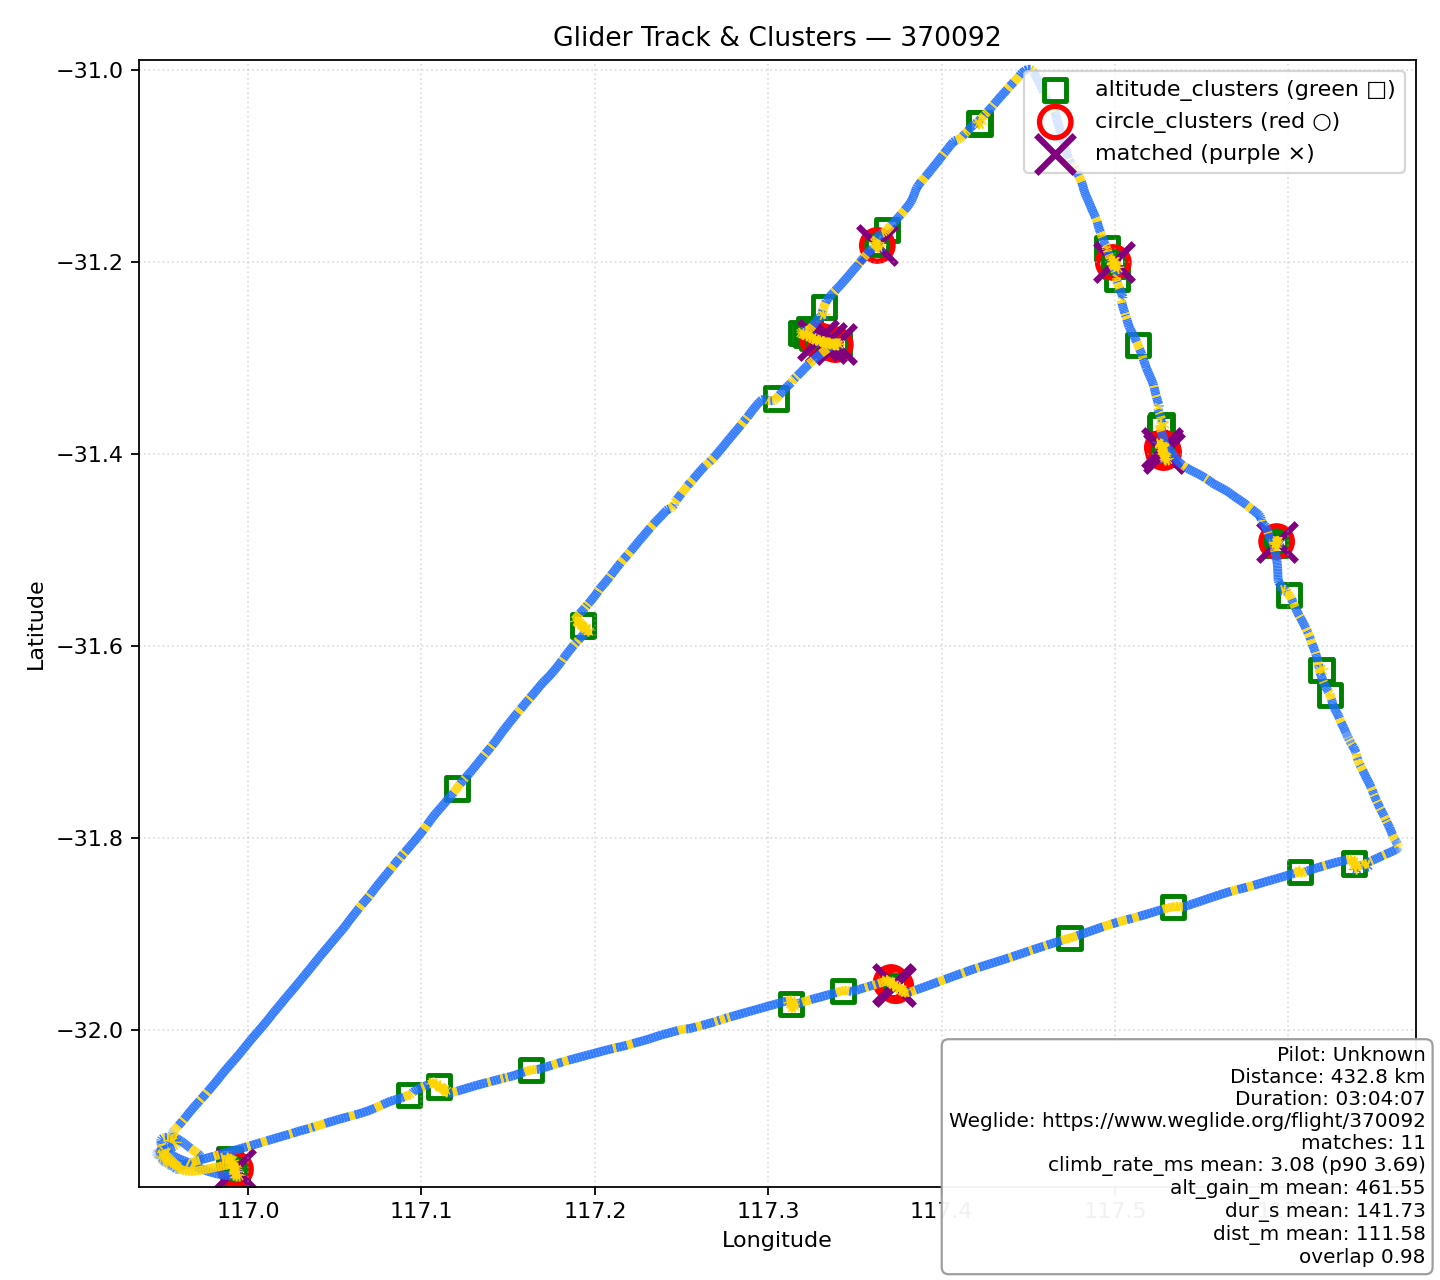 Glider Track & Clusters — 370092
altitude_clusters (green □)
circle_clusters (red ○)
matched (purple ×)
Latitude
−31.0
−31.2
−31.4
−31.6
−31.8
−32.0
117.0
117.1
117.2
117.3
117.4
117.5
Longitude
Pilot: Unknown
Distance: 432.8 km
Duration: 03:04:07
Weglide: https://www.weglide.org/flight/370092
matches: 11
climb_rate_ms mean: 3.08 (p90 3.69)
alt_gain_m mean: 461.55
dur_s mean: 141.73
dist_m mean: 111.58
overlap 0.98